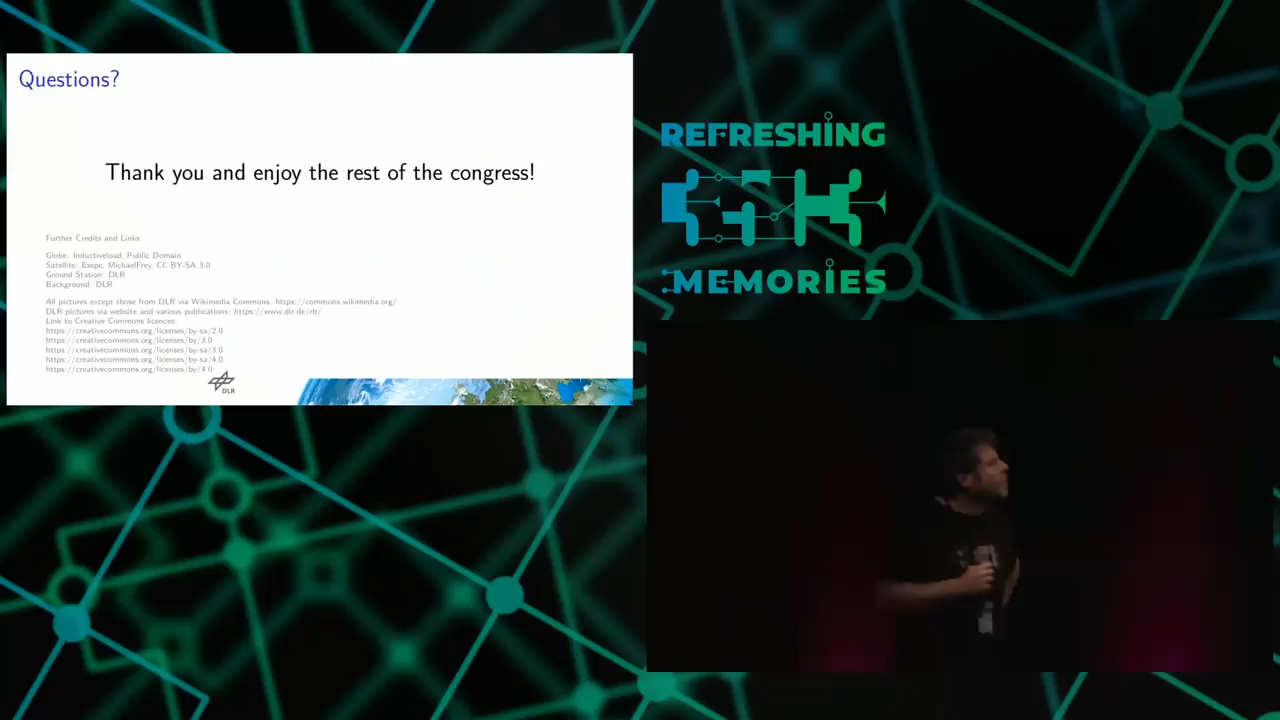 Questions?
Thank you and enjoy the rest of the congress!
Further Credits and Links
Globe: Inductiveload, Public Domain
Satellite: Esspe, MichaelFrey, CC BY-SA 3.0
Ground Station: DLR
Background: DLR
All pictures except those from DLR via Wikimedia Commons: https://commons.wikimedia.org/
DLR pictures via website and various publications: https://www.dlr.de/rb/
Link to Creative Commons licences:
https://creativecommons.org/licenses/by-sa/2.0
https://creativecommons.org/licenses/by/3.0
https://creativecommons.org/licenses/by-sa/3.0
https://creativecommons.org/licenses/by-sa/4.0
https://creativecommons.org/licenses/by/4.0
DLR
REFRESHING
MEMORIES